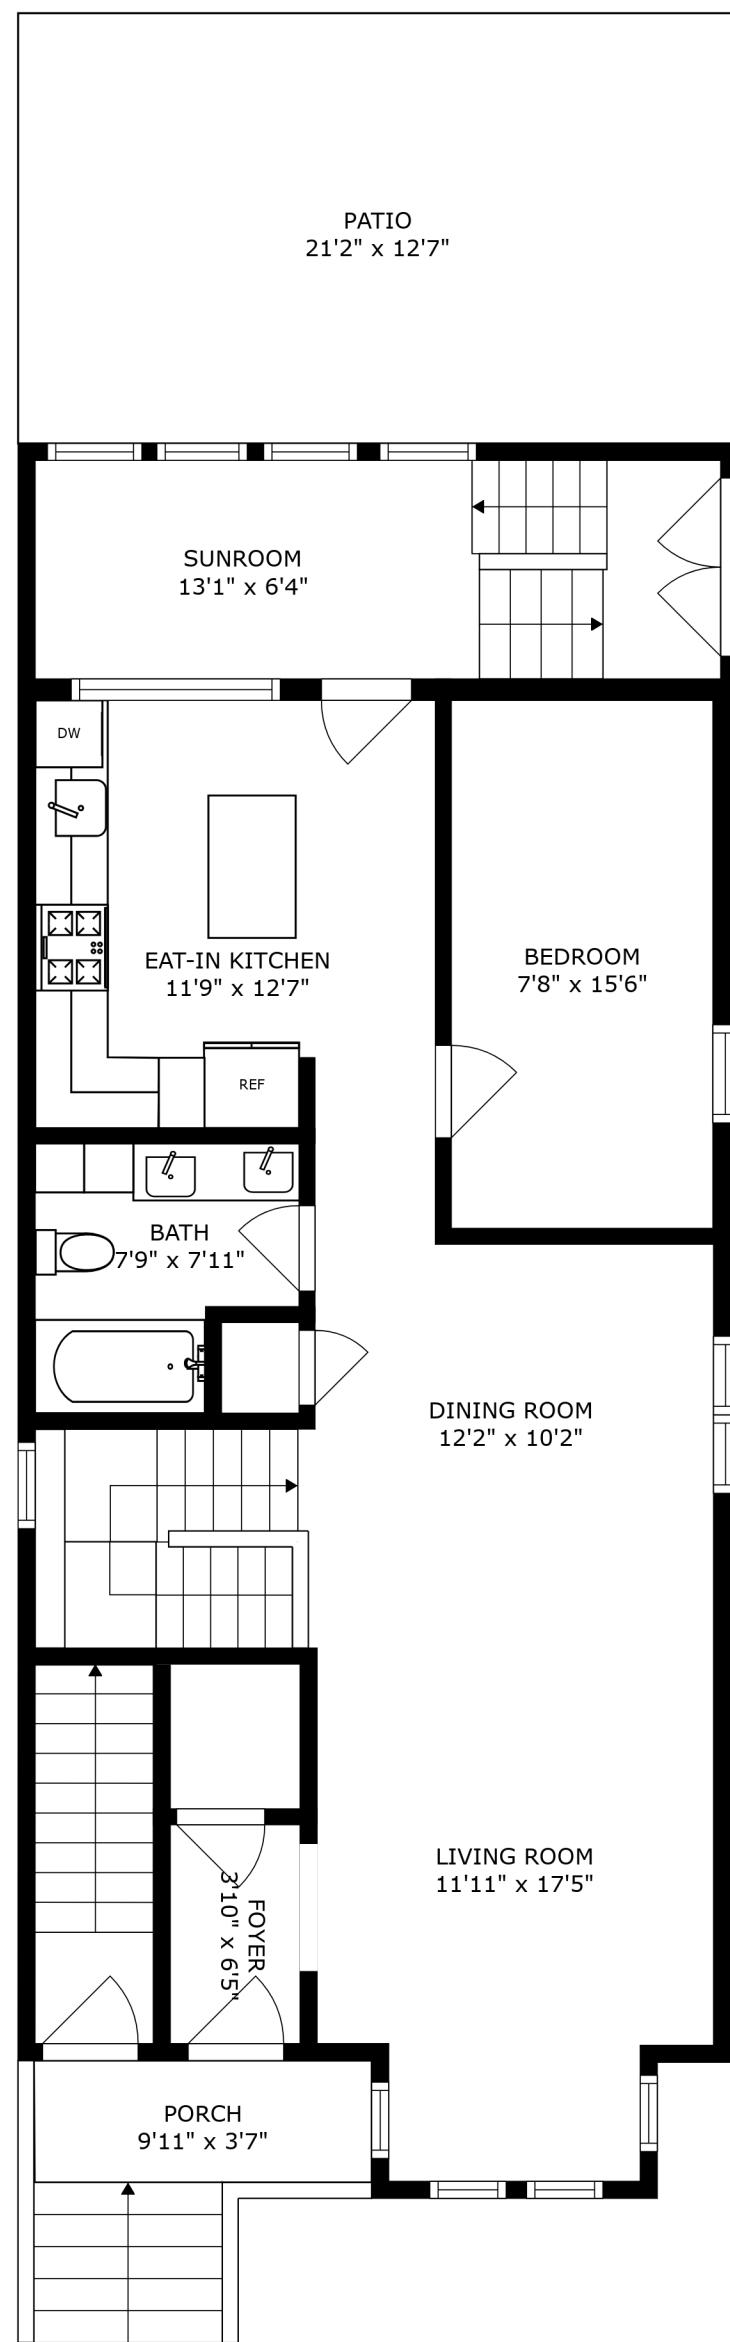 PATIO
21'2" x 12'7"
SUNROOM
13'1" x 6'4"
DW
EAT-IN KITCHEN
11'9" x 12'7"
BEDROOM
7'8" x 15'6"
REF
BATH
7'9" x 7'11"
DINING ROOM
12'2" x 10'2"
LIVING ROOM
11'11" x 17'5"
FOYER
3'10" x 6'5"
PORCH
9'11" x 3'7"